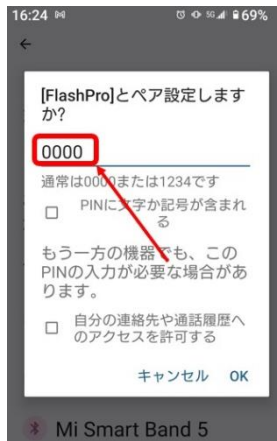 16:24 5G 69%
[FlashPro]とペア設定します
か?
0000
通常は0000または1234です
PINに文字か記号が含まれ
る
もう一方の機器でも、この
PINの入力が必要な場合があ
ります。
自分の連絡先や通話履歴へ
のアクセスを許可する
キャンセル OK
Mi Smart Band 5